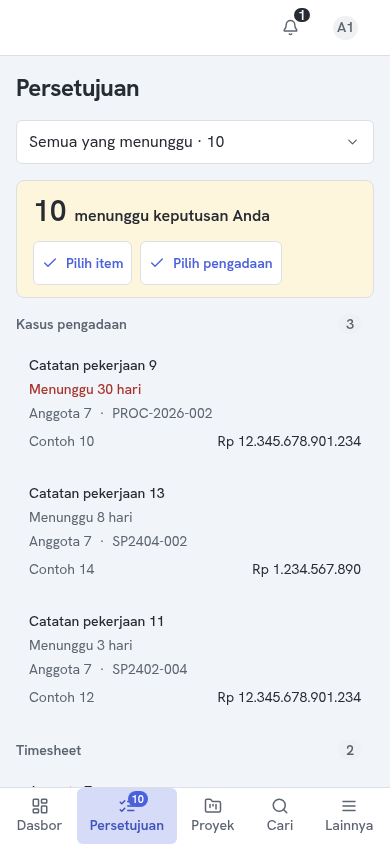 1
A1
Persetujuan
Semua yang menunggu · 10
10 menunggu keputusan Anda
Pilih item
Pilih pengadaan
Kasus pengadaan 3
Catatan pekerjaan 9
Menunggu 30 hari
Anggota 7 · PROC-2026-002
Contoh 10 Rp 12.345.678.901.234
Catatan pekerjaan 13
Menunggu 8 hari
Anggota 7 · SP2404-002
Contoh 14 Rp 1.234.567.890
Catatan pekerjaan 11
Menunggu 3 hari
Anggota 7 · SP2402-004
Contoh 12 Rp 12.345.678.901.234
Timesheet 2
10
Dasbor
Persetujuan
Proyek
Cari
Lainnya